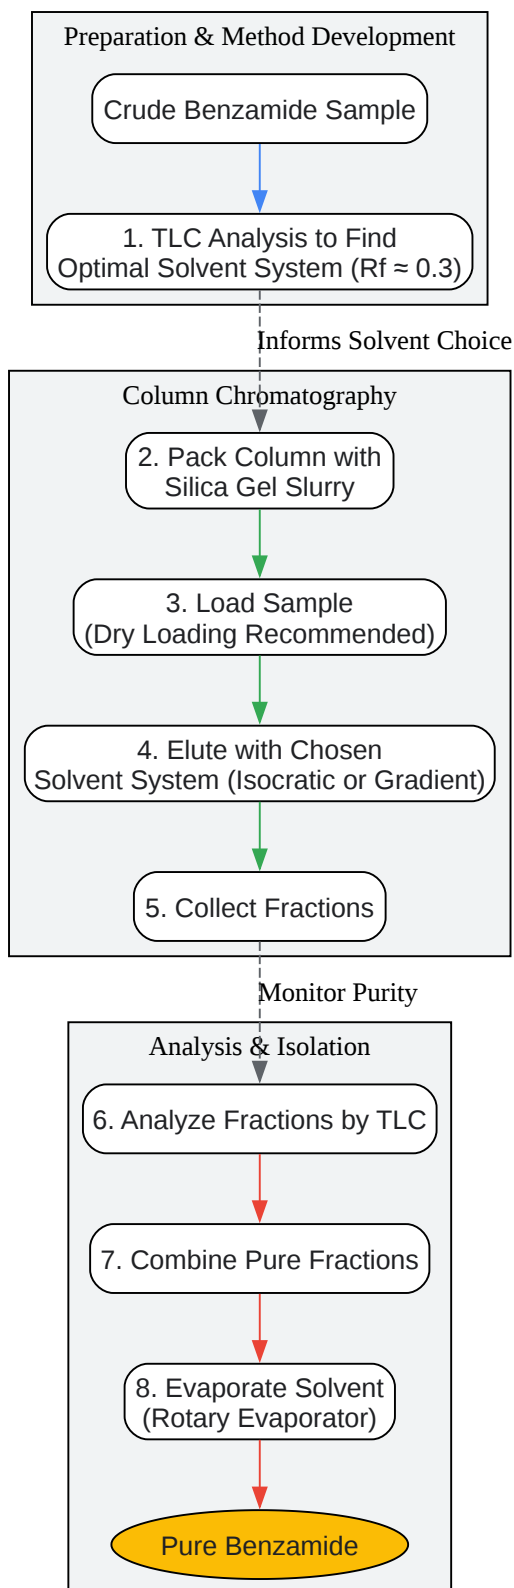 Preparation & Method Development
Crude Benzamide Sample
1. TLC Analysis to Find
Optimal Solvent System (Rf ≈ 0.3)
Informs Solvent Choice
Column Chromatography
2. Pack Column with
Silica Gel Slurry
3. Load Sample
(Dry Loading Recommended)
4. Elute with Chosen
Solvent System (Isocratic or Gradient)
5. Collect Fractions
Monitor Purity
Analysis & Isolation
6. Analyze Fractions by TLC
7. Combine Pure Fractions
8. Evaporate Solvent
(Rotary Evaporator)
Pure Benzamide